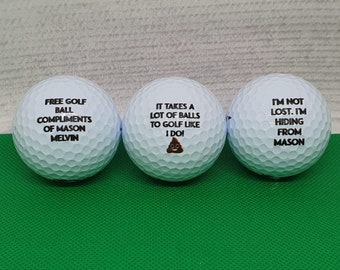 FREE GOLF
BALL
COMPLIMENTS
OF MASON
MELVIN
IT TAKES A
LOT OF BALLS
TO GOLF LIKE
I DO!
I'M NOT
LOST. I'M
HIDING
FROM
MASON